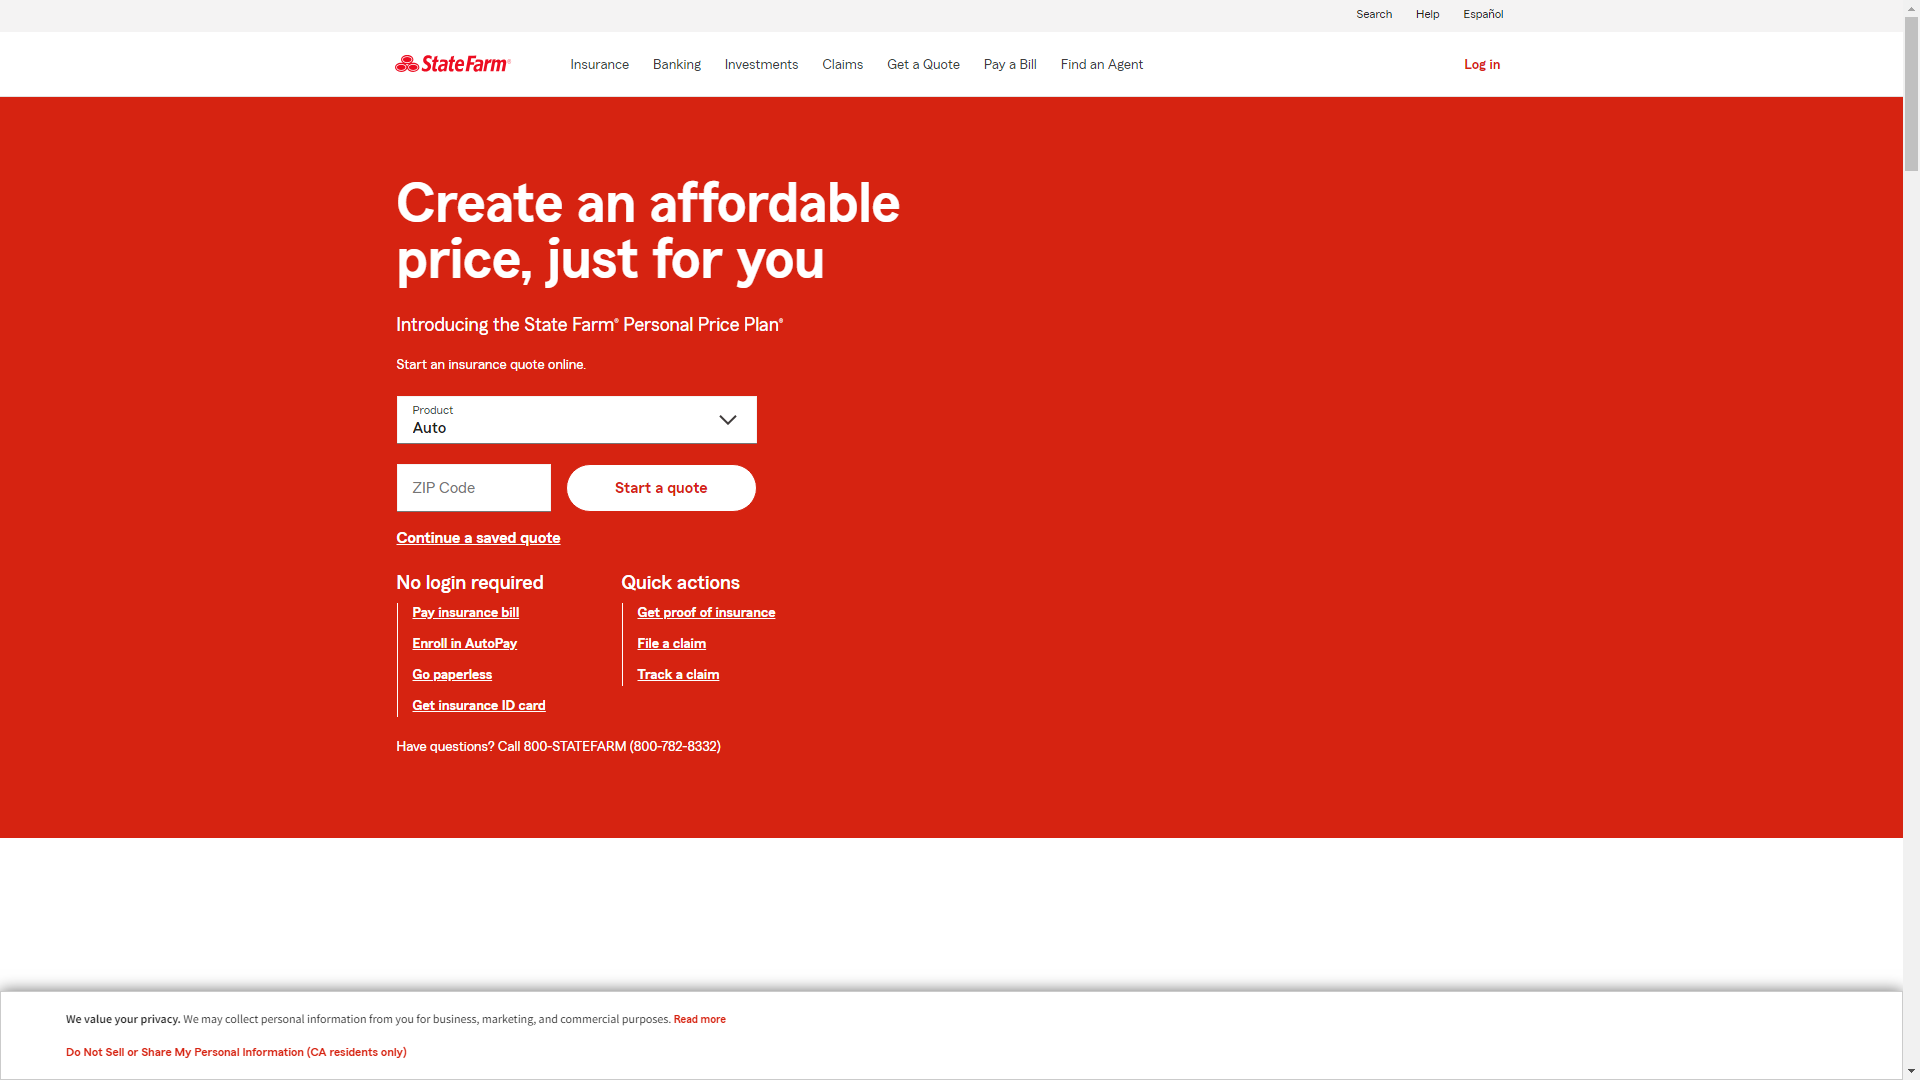 Search Help Español
State Farm® Insurance Banking Investments Claims Get a Quote Pay a Bill Find an Agent Log in
Create an affordable
price, just for you
Introducing the State Farm® Personal Price Plan®
Start an insurance quote online.
Product
Auto
ZIP Code Start a quote
Continue a saved quote
No login required
Pay insurance bill
Enroll in AutoPay
Go paperless
Get insurance ID card
Quick actions
Get proof of insurance
File a claim
Track a claim
Have questions? Call 800-STATEFARM (800-782-8332)
We value your privacy. We may collect personal information from you for business, marketing, and commercial purposes. Read more
Do Not Sell or Share My Personal Information (CA residents only)